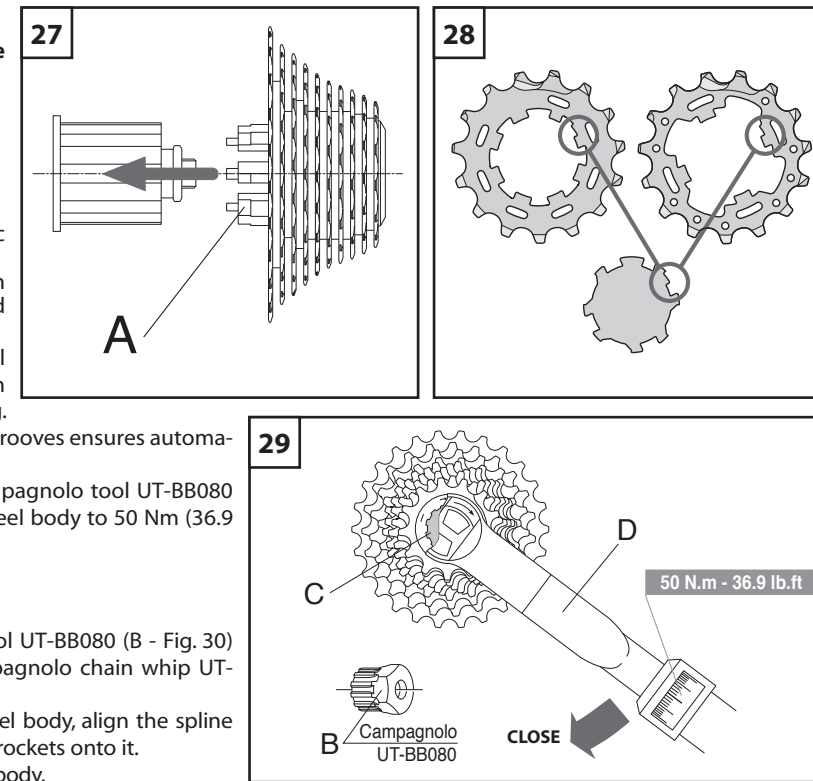 27
A
28
e
c
n
d
l
n
g.
rooves ensures automa-
pagnolo tool UT-BB080
eel body to 50 Nm (36.9
ol UT-BB080 (B - Fig. 30)
pagnolo chain whip UT-
eel body, align the spline
rockets onto it.
body.
29
C
D
50 N.m - 36.9 lb.ft
B
Campagnolo
UT-BB080
CLOSE